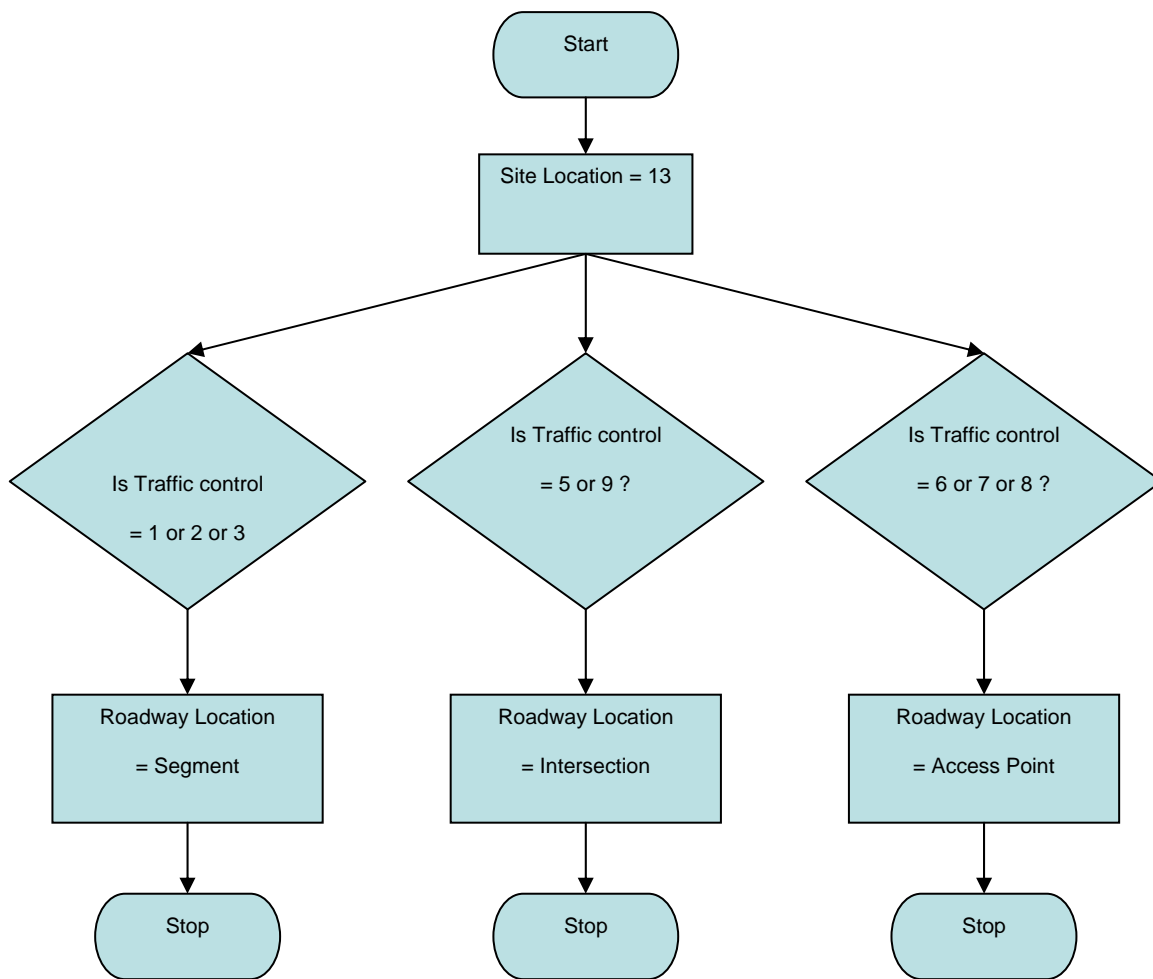 Start
Site Location = 13
Is Traffic control
= 1 or 2 or 3
Is Traffic control
= 5 or 9 ?
Is Traffic control
= 6 or 7 or 8 ?
Roadway Location
= Segment
Roadway Location
= Intersection
Roadway Location
= Access Point
Stop
Stop
Stop